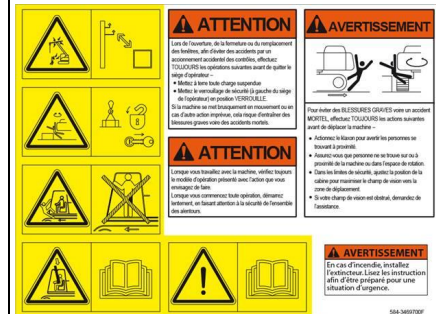 ATTENTION
Lors de l'ouverture, de la fermeture ou du remplacement
des fenêtres, afin d'éviter des accidents par un
actionnement accidentel des contrôles, effectuez
TOUJOURS les opérations suivantes avant de quitter le
siège d'opérateur –
• Mettez à terre toute charge suspendue
• Mettez le verrouillage de sécurité (à gauche du siège
de l'opérateur) en position VERROUILLE.
Si la machine se met brusquement en mouvement ou en
cas d'autre action imprévue, cela risque d'entraîner des
blessures graves voire des accidents mortels.
ATTENTION
Lorsque vous travaillez avec la machine, vérifiez toujours
le modèle d'opération présenté avec l'action que vous
envisagez de faire.
Lorsque vous commencez toute opération, démarrez
lentement, en faisant attention à la sécurité de l'ensemble
des alentours.
AVERTISSEMENT
Pour éviter des BLESSURES GRAVES voire un accident
MORTEL, effectuez TOUJOURS les actions suivantes
avant de déplacer la machine –
• Actionnez le klaxon pour avertir les personnes se
trouvant à proximité.
• Assurez vous que personne ne se trouve sur ou à
proximité de la machine ou dans l'espace de rotation.
• Dans les limites de sécurité, ajustez la position de la
cabine pour maximiser le champ de vision vers la
zone de déplacement.
• Si votre champ de vision est obstrué, demandez de
l'assistance.
AVERTISSEMENT
En cas d'incendie, installez
l'extincteur. Lisez les instruction
afin d'être préparé pour une
situation d'urgence.
584-3469700F